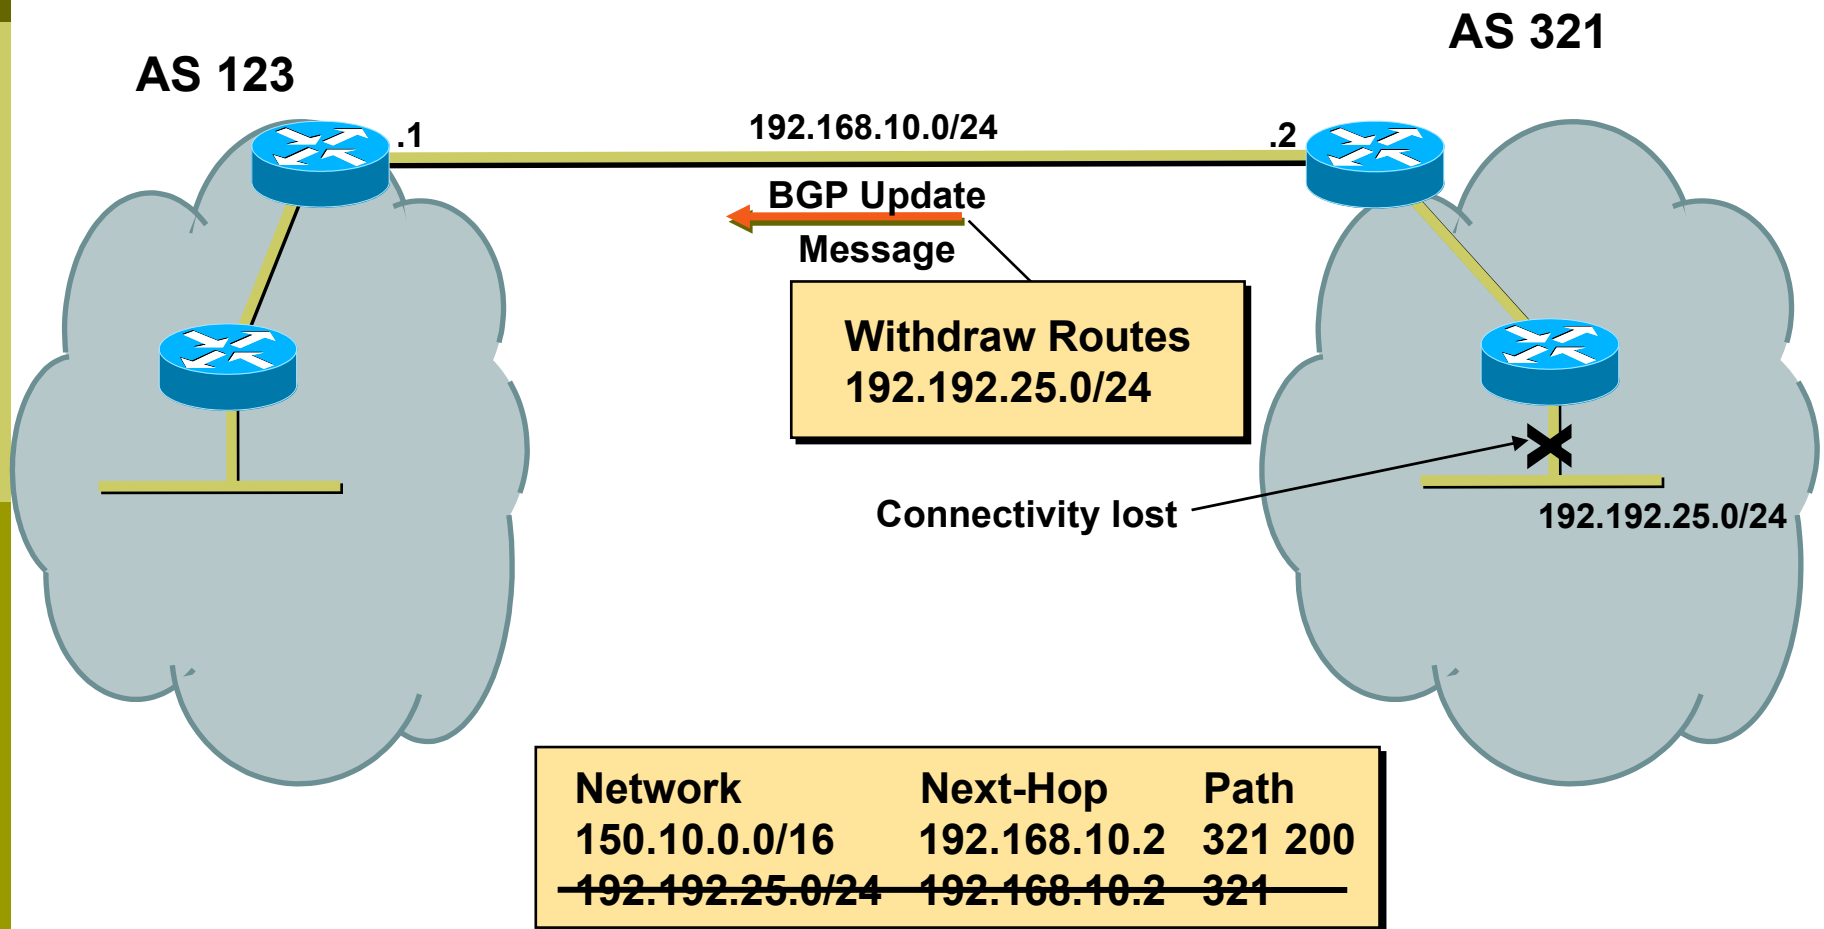 AS 123
AS 321
.1
192.168.10.0/24
.2
BGP Update
Message
Withdraw Routes
192.192.25.0/24
Connectivity lost
192.192.25.0/24
Network Next-Hop Path
150.10.0.0/16 192.168.10.2 321 200
192.192.25.0/24 192.168.10.2 321